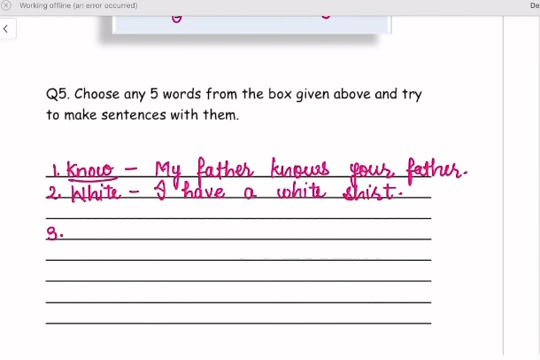 Working offline (an error occurred)
De
Q5. Choose any 5 words from the box given above and try
to make sentences with them.
1. Know - My father knows your father.
2. White - I have a white shirt.
3.